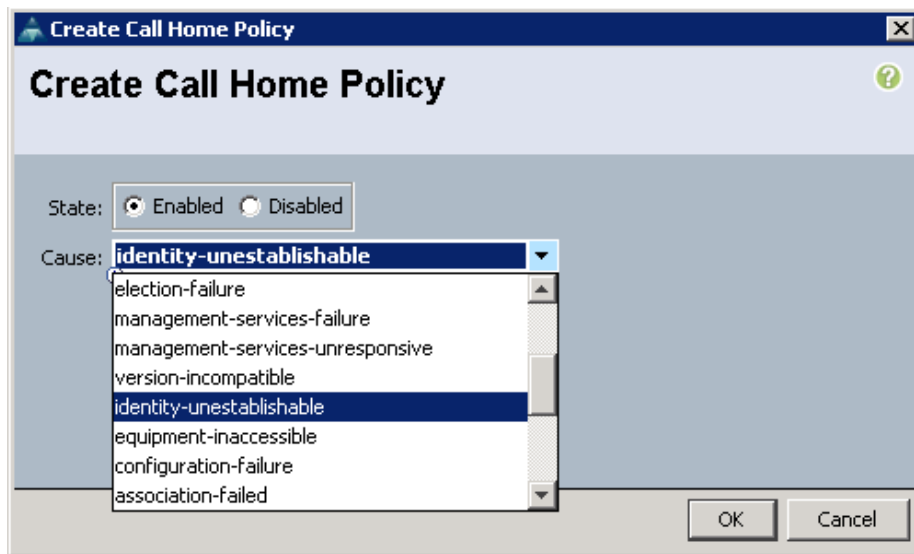 Create Call Home Policy
Create Call Home Policy
?
State: Enabled Disabled
Cause: identity-unestablishable
election-failure
management-services-failure
management-services-unresponsive
version-incompatible
identity-unestablishable
equipment-inaccessible
configuration-failure
association-failed
OK Cancel